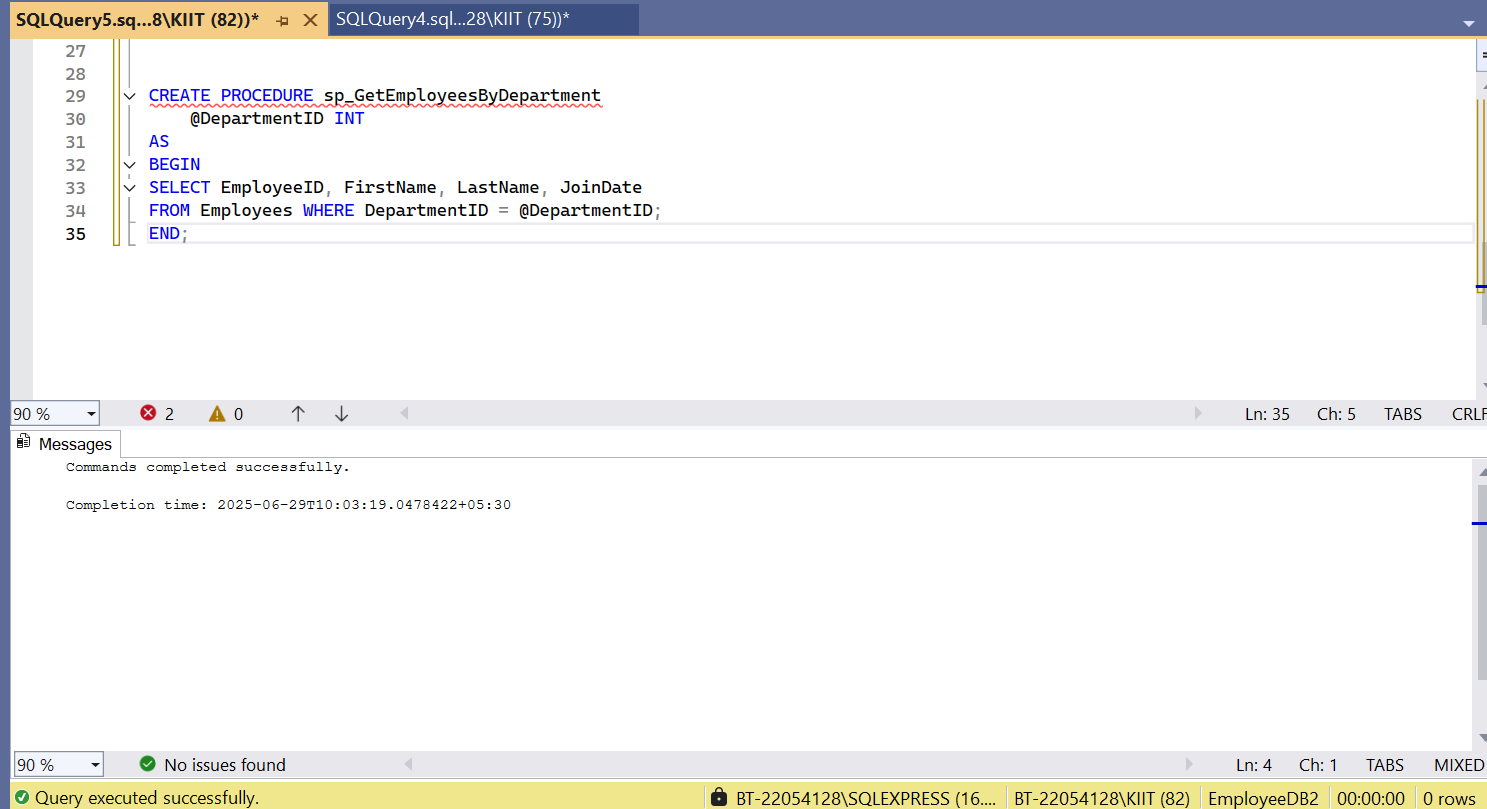 SQLQuery5.sq...8\KIIT (82))*
SQLQuery4.sql...28\KIIT (75))*
27
28
29 CREATE PROCEDURE sp_GetEmployeesByDepartment
30 @DepartmentID INT
31 AS
32 BEGIN
33 SELECT EmployeeID, FirstName, LastName, JoinDate
34 FROM Employees WHERE DepartmentID = @DepartmentID;
35 END;
90 % 2 0 Ln: 35 Ch: 5 TABS CRLF
Messages
Commands completed successfully.
Completion time: 2025-06-29T10:03:19.0478422+05:30
90 % No issues found Ln: 4 Ch: 1 TABS MIXED
Query executed successfully. BT-22054128\SQLEXPRESS (16.... BT-22054128\KIIT (82) EmployeeDB2 00:00:00 0 rows